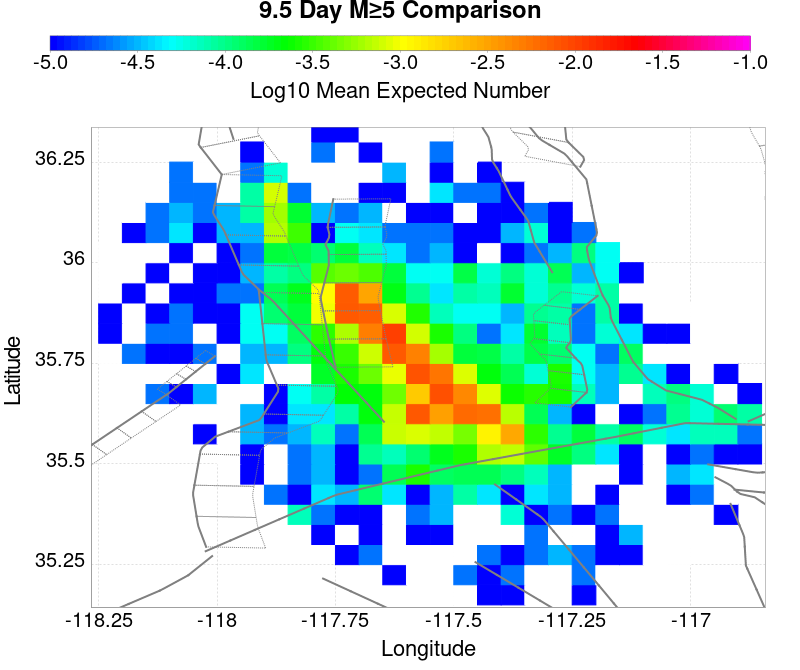 9.5 Day M≥5 Comparison
-5.0 -4.5 -4.0 -3.5 -3.0 -2.5 -2.0 -1.5 -1.0
Log10 Mean Expected Number
36.25
36
35.75
35.5
35.25
Latitude
-118.25 -118 -117.75 -117.5 -117.25 -117
Longitude